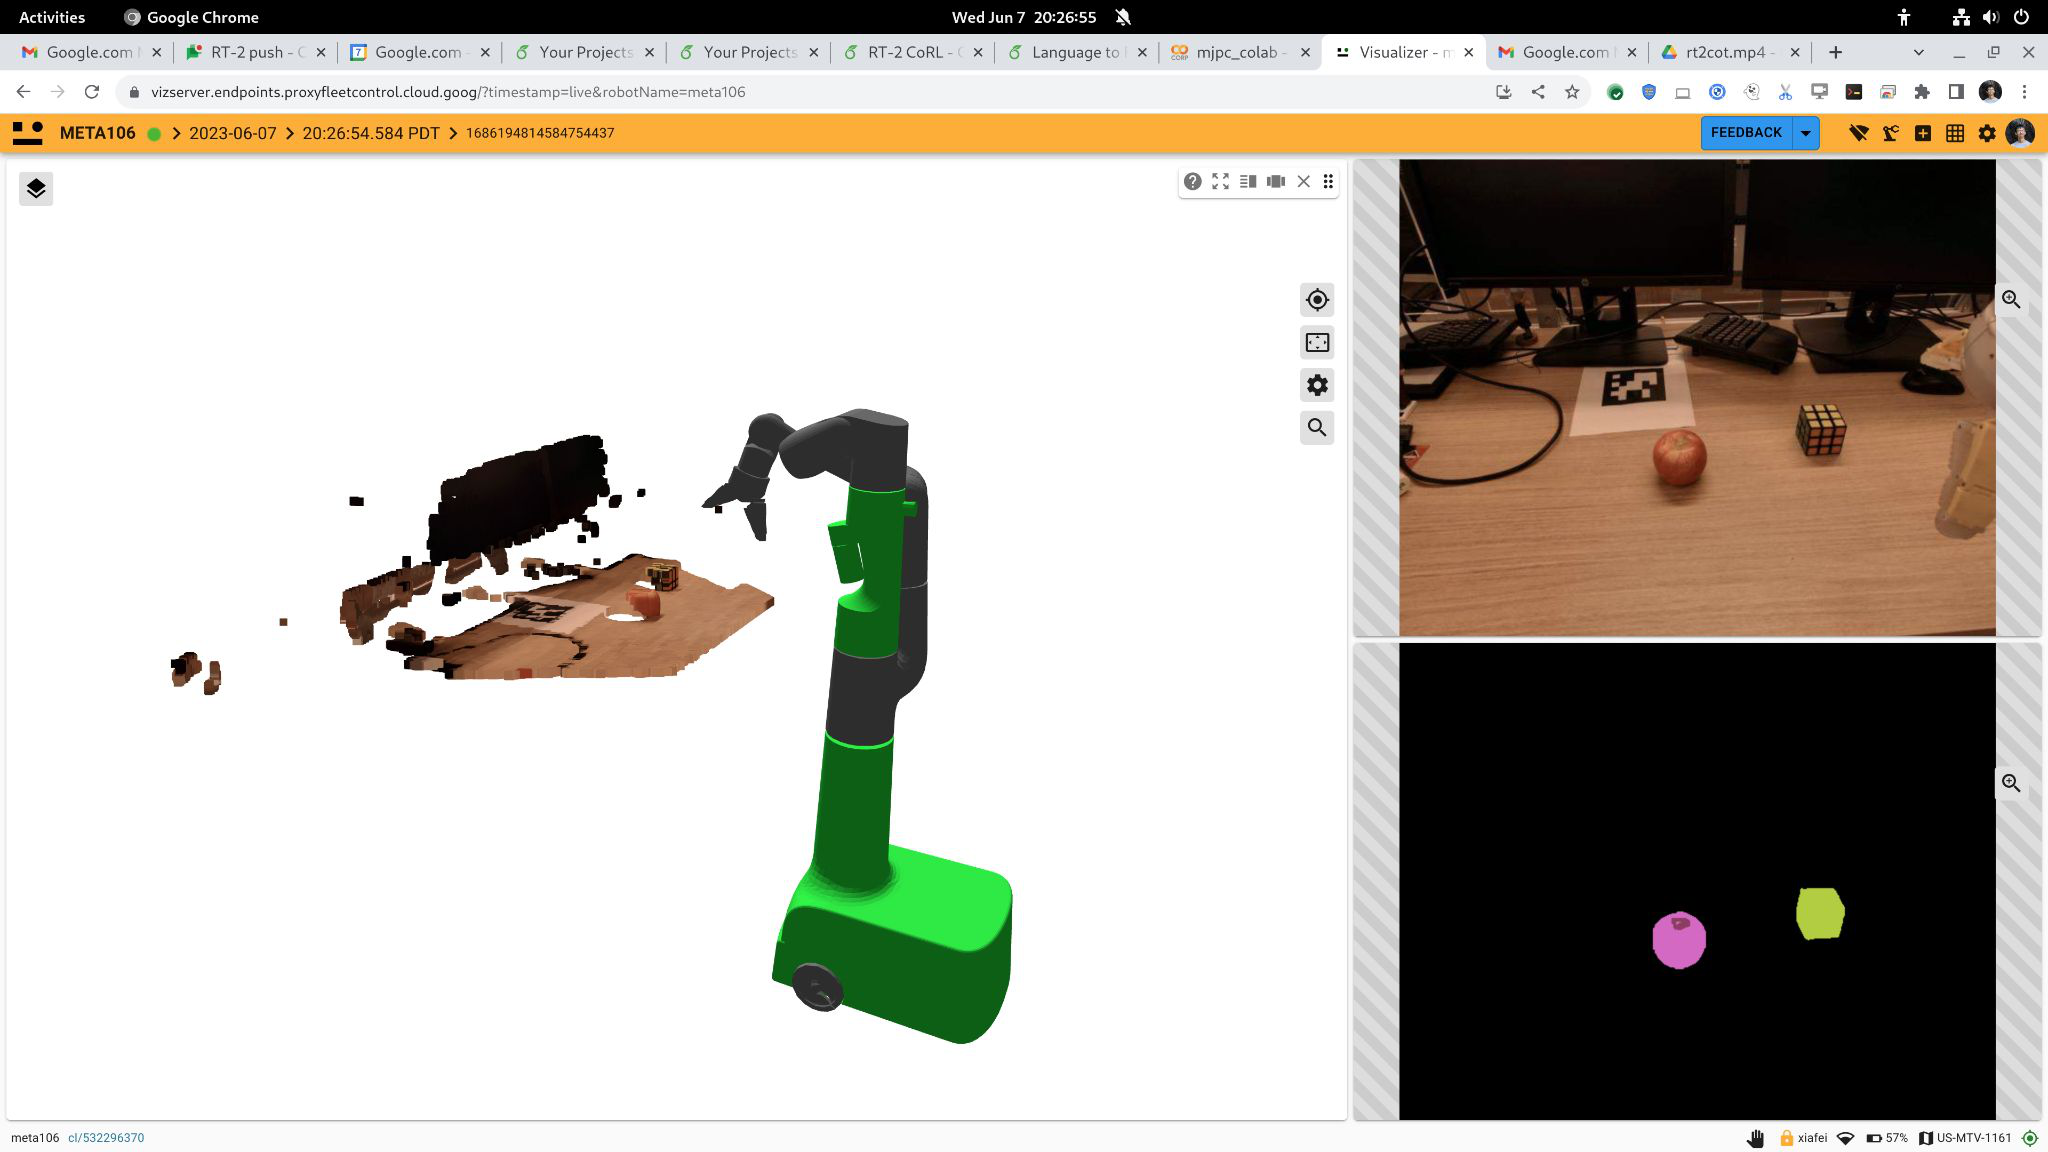 Activities
Google Chrome
Wed Jun 7 20:26:55
Google.com
RT-2 push - C
Google.com -
Your Projects
Your Projects
RT-2 CoRL - C
Language to
mjpc_colab -
Visualizer - m
Google.com
rt2cot.mp4 -
vizserver.endpoints.proxyfleetcontrol.cloud.goog/?timestamp=live&robotName=meta106
META106 > 2023-06-07 > 20:26:54.584 PDT > 1686194814584754437
FEEDBACK
meta106 cl/532296370
xiafei
57%
US-MTV-1161